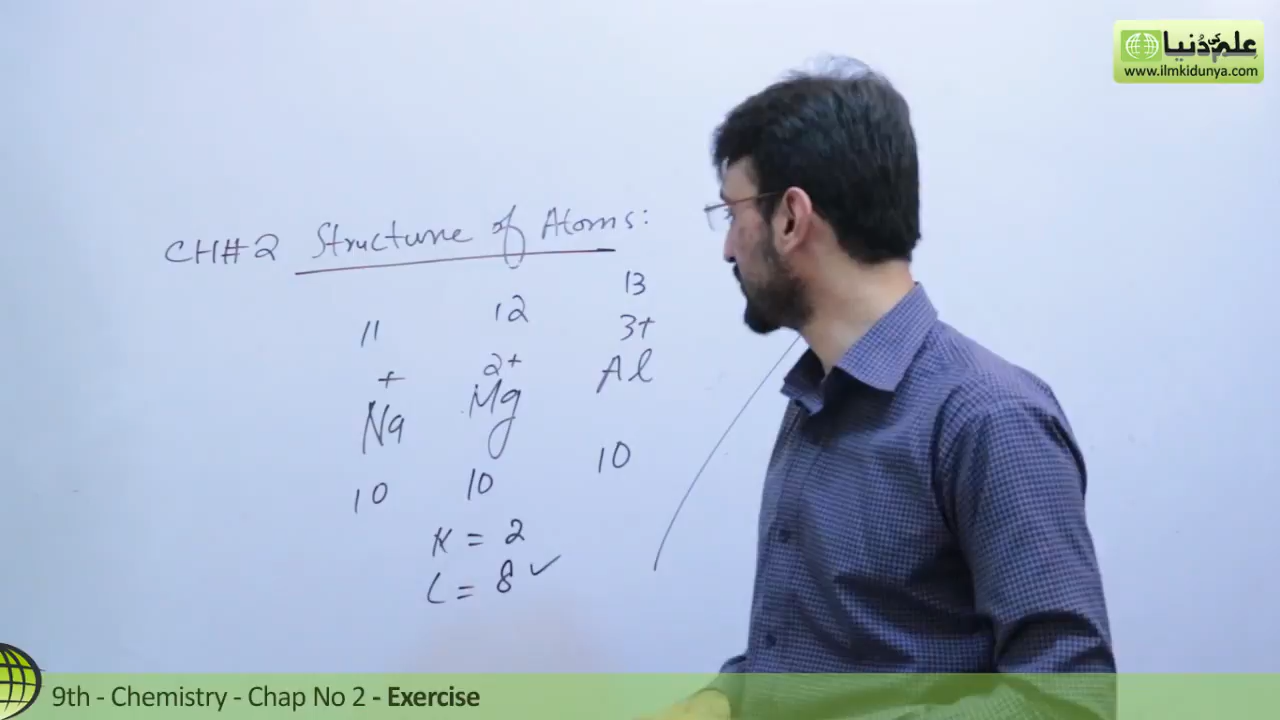 علم کی دُنیا
www.ilmkidunya.com
CH#2 Structure of Atoms:
11 12 13
+ 2+ 3+
Na Mg Al
10 10 10
K = 2
L = 8 ✓
9th - Chemistry - Chap No 2 - Exercise